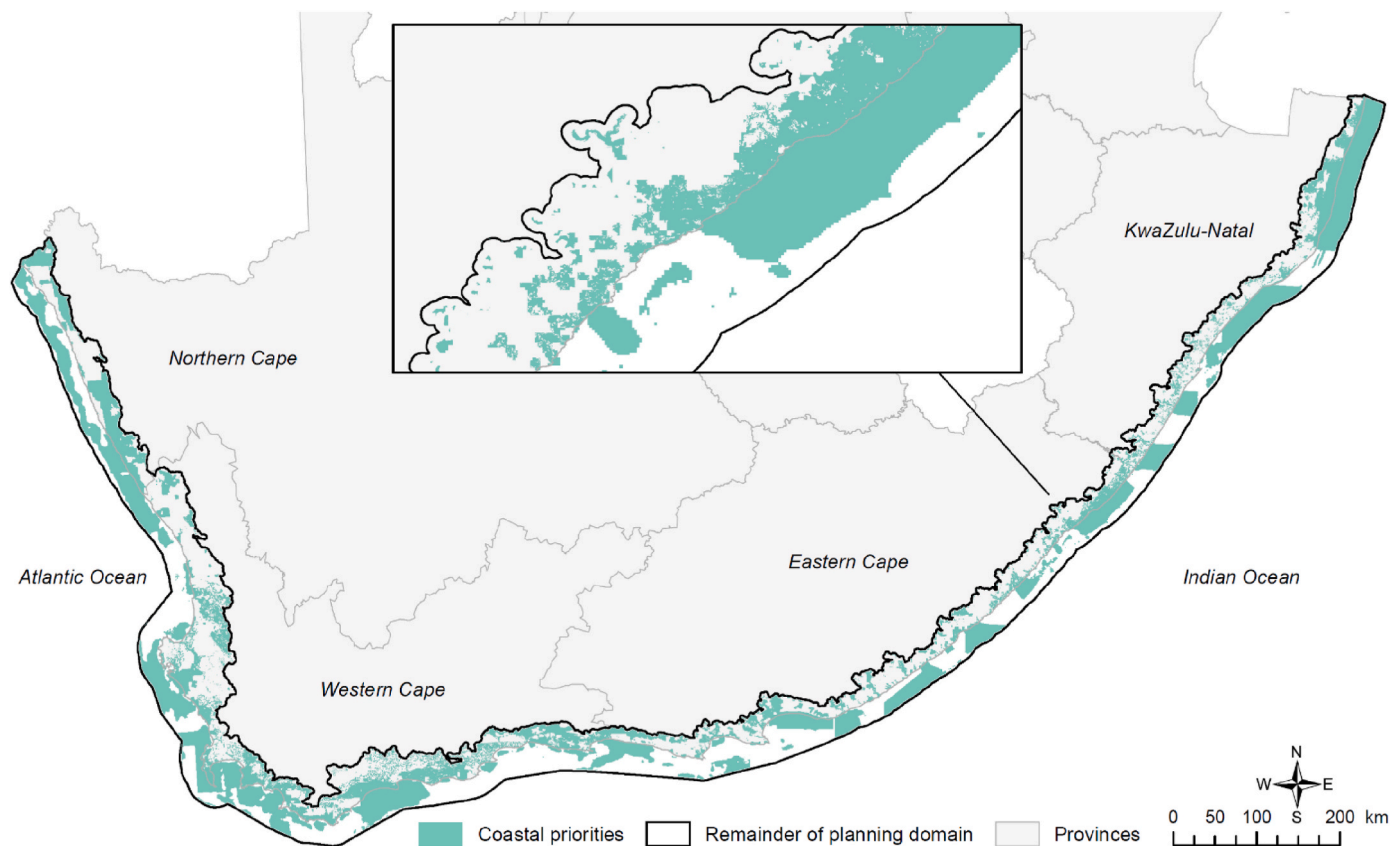 KwaZulu-Natal
Northern Cape
Eastern Cape
Atlantic Ocean
Indian Ocean
Western Cape
N
W E
S
Coastal priorities
Remainder of planning domain
Provinces
0 50 100 200 km